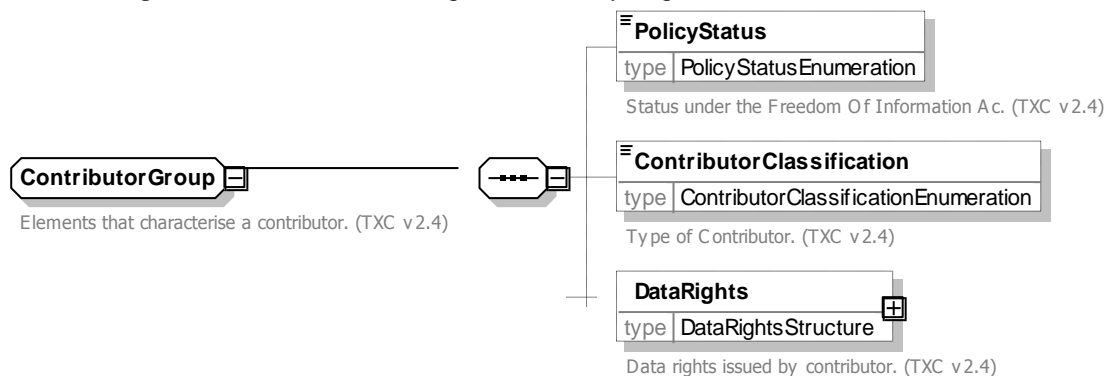 PolicyStatus
type PolicyStatusEnumeration
Status under the Freedom Of Information Ac. (TXC v2.4)
ContributorClassification
type ContributorClassificationEnumeration
Type of Contributor. (TXC v2.4)
ContributorGroup
Elements that characterise a contributor. (TXC v2.4)
DataRights
type DataRightsStructure
Data rights issued by contributor. (TXC v2.4)